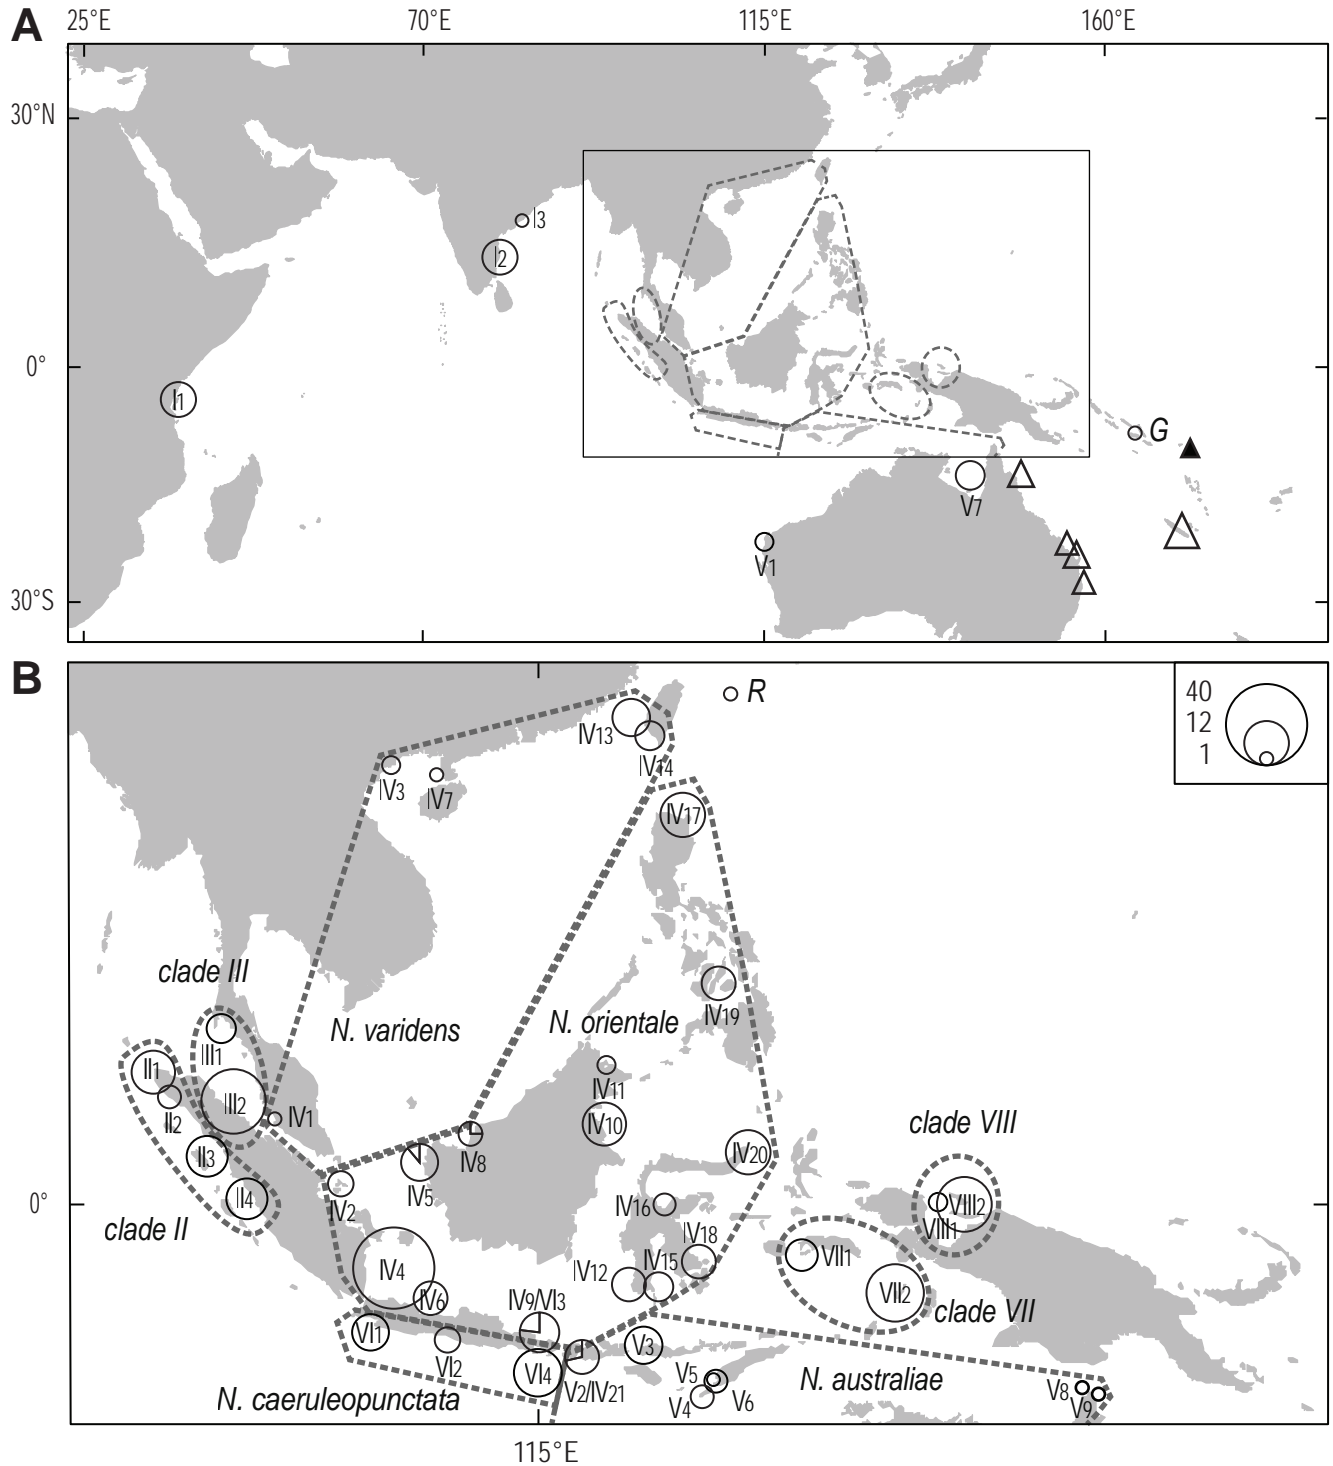 A
25°E 70°E 115°E 160°E
30°N
I3
I2
0°
I1
G
V7
V1
30°S
B
R
40
12
1
IV13
IV14
IV3
IV7
IV17
clade III
IV19
N. varidens
N. orientale
III1
II1
IV11
III2
IV1
II2
IV10
clade VIII
II3
IV8
IV20
IV5
II4
IV2
0°
IV16
VIII2
VIII1
clade II
IV18
VII1
IV4
IV15
IV12
VII2
IV6
IV9/VI3
clade VII
VI1
V3
VI2
VI4
V5
N. australiae
V2/IV21
V6
V8
N. caeruleopunctata
V4
V9
115°E